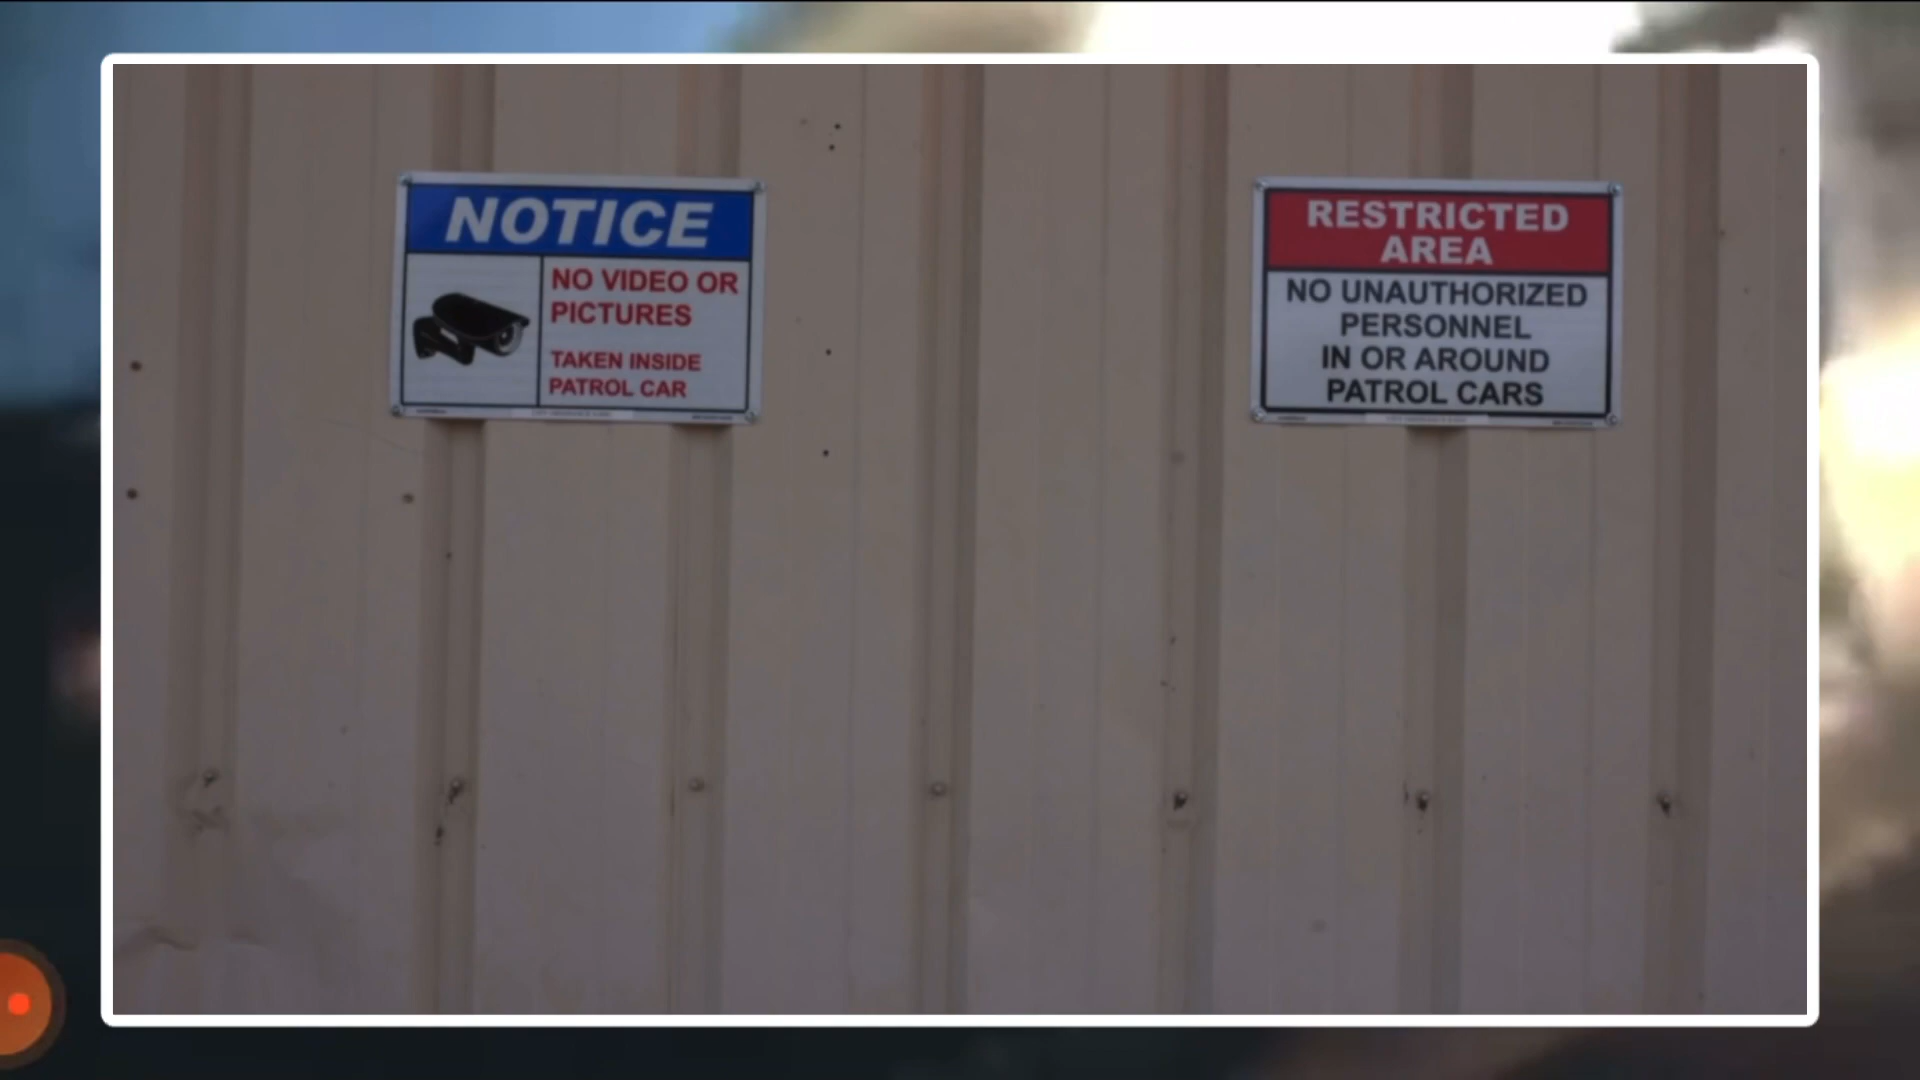 NOTICE
NO VIDEO OR
PICTURES
TAKEN INSIDE
PATROL CAR
RESTRICTED
AREA
NO UNAUTHORIZED
PERSONNEL
IN OR AROUND
PATROL CARS